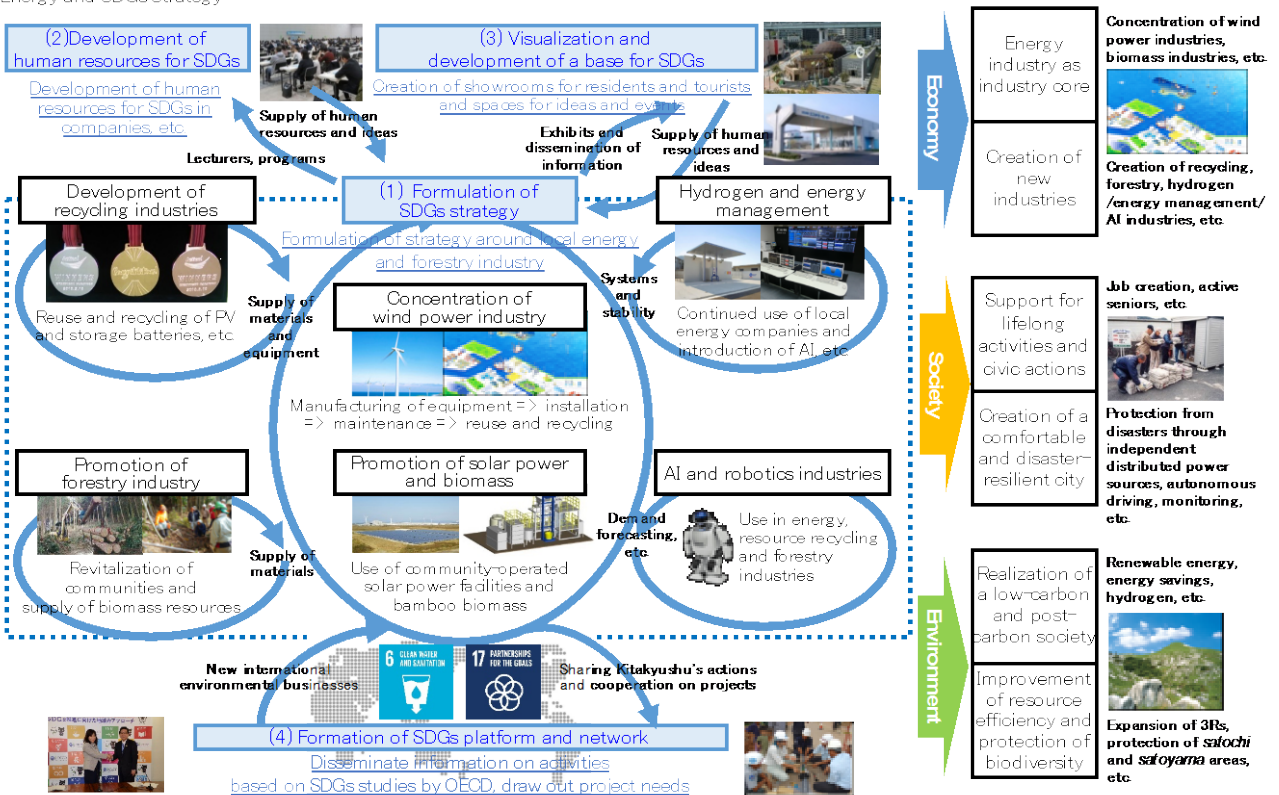 Energy and SDGs strategy
(2)Development of
human resources for SDGs
Development of human
resources for SDGs in
companies, etc.
Supply of human
resources and ideas
Lecturers, programs
(3) Visualization and
development of a base for SDGs
Creation of showrooms for residents and tourists
and spaces for ideas and events
Exhibits and
dissemination of
information
Supply of human
resources and
ideas
(1) Formulation of
SDGs strategy
Formulation of strategy around local energy
and forestry industry
Development of
recycling industries
Reuse and recycling of PV
and storage batteries, etc.
Supply of
materials
and
equipment
Hydrogen and energy
management
Systems
and
stability
Continued use of local
energy companies and
introduction of AI, etc
Concentration of
wind power industry
Manufacturing of equipment => installation
=> maintenance => reuse and recycling
Promotion of
forestry industry
Revitalization of
communities and
supply of biomass resources
Supply of
materials
Promotion of solar power
and biomass
Use of community-operated
solar power facilities and
bamboo biomass
AI and robotics industries
Demand
forecasting,
etc.
Use in energy,
resource recycling
and forestry
industries
New international
environmental businesses
6 CLEAN WATER
AND SANITATION
17 PARTNERSHIPS
FOR THE GOALS
Sharing Kitakyushu's actions
and cooperation on projects
(4) Formation of SDGs platform and network
Disseminate information on activities
based on SDGs studies by OECD, draw out project needs
Economy
Energy
industry as
industry core
Creation of
new
industries
Concentration of wind
power industries,
biomass industries, etc.
Creation of recycling,
forestry, hydrogen
/energy management/
AI industries, etc.
Society
Support for
lifelong
activities and
civic actions
Creation of a
comfortable
and disaster-
resilient city
Job creation, active
seniors, etc.
Protection from
disasters through
independent
distributed power
sources, autonomous
driving, monitoring,
etc.
Environment
Realization of
a low-carbon
and post-
carbon society
Improvement
of resource
efficiency and
protection of
biodiversity
Renewable energy,
energy savings,
hydrogen, etc.
Expansion of 3Rs,
protection of satochi
and satoyama areas,
etc.